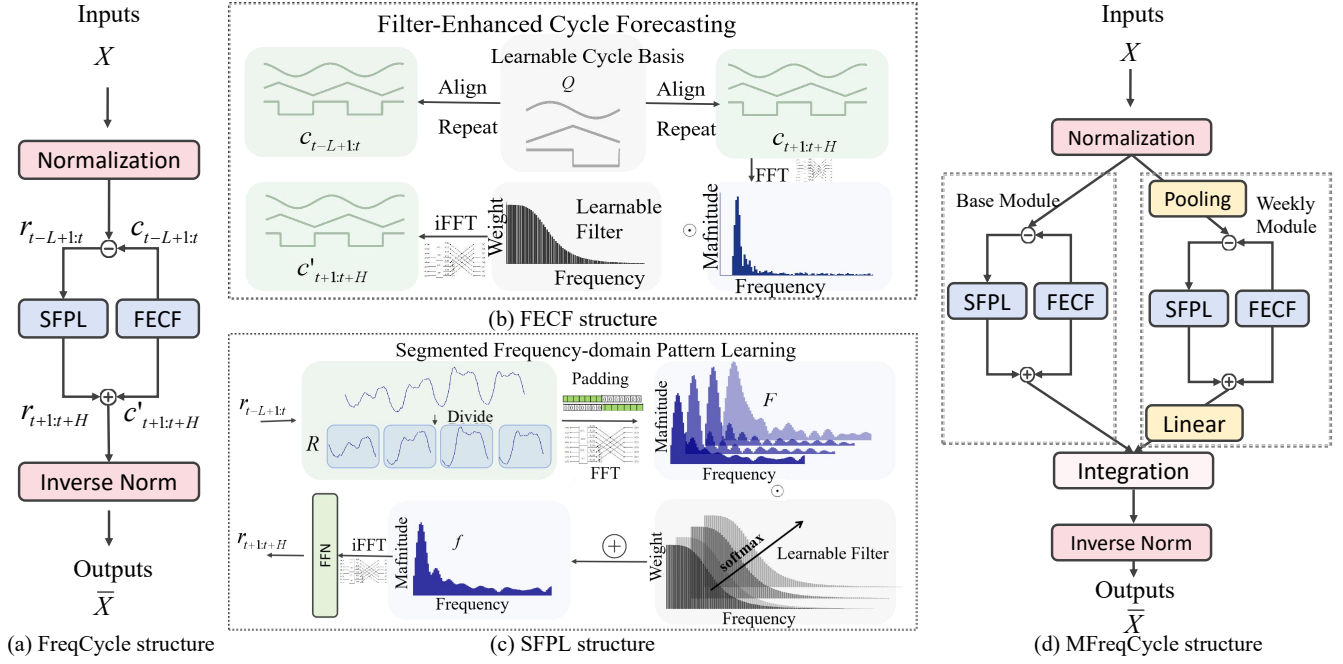 Inputs
X
Normalization
r_{t-L+1:t}
c_{t-L+1:t}
−
SFPL
FECF
+
r_{t+1:t+H}
c'_{t+1:t+H}
Inverse Norm
Outputs
X̅
(a) FreqCycle structure
Filter-Enhanced Cycle Forecasting
Learnable Cycle Basis
Q
Align
Repeat
Align
Repeat
c_{t-L+1:t}
c_{t+1:t+H}
FFT
iFFT
Weight
Learnable
Filter
Frequency
⊙
Mafnitude
Frequency
c'_{t+1:t+H}
(b) FECF structure
Segmented Frequency-domain Pattern Learning
r_{t-L+1:t}
Divide
R
Padding
FFT
Mafnitude
F
Frequency
⊙
Weight
softmax
Learnable Filter
Frequency
+
Mafnitude
f
Frequency
iFFT
FFN
r_{t+1:t+H}
(c) SFPL structure
Inputs
X
Normalization
Base Module
−
SFPL
FECF
+
Pooling
Weekly
Module
−
SFPL
FECF
+
Linear
Integration
Inverse Norm
Outputs
X̅
(d) MFreqCycle structure